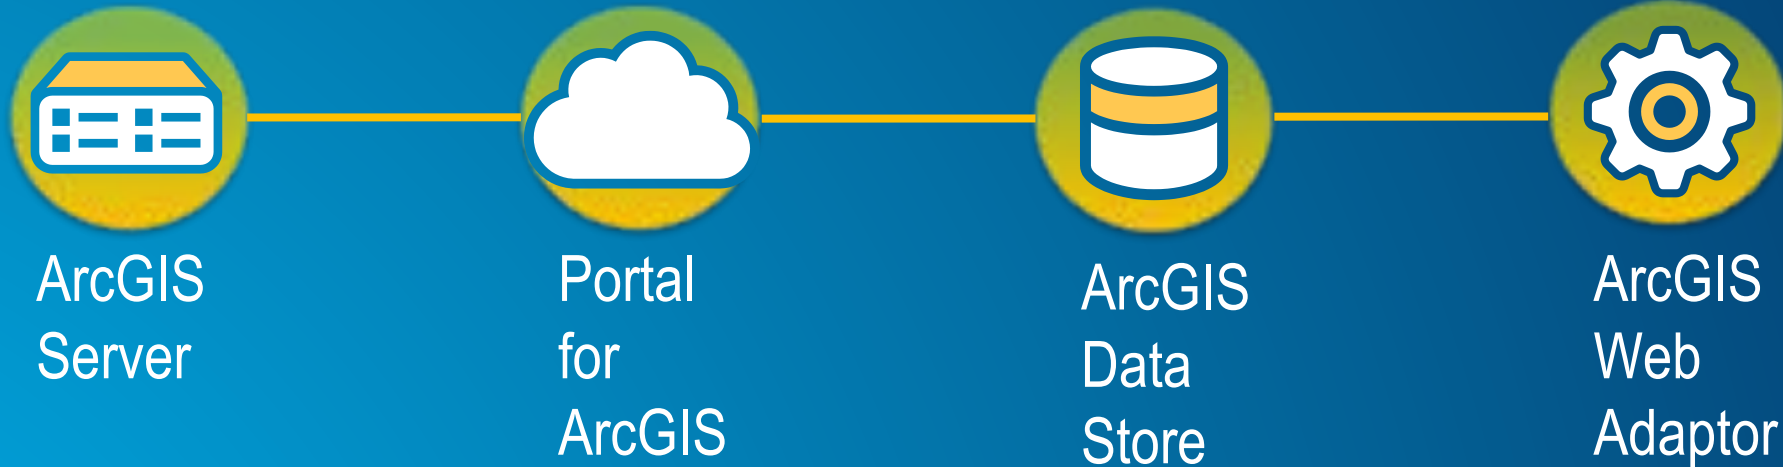 ArcGIS
Server
Portal
for
ArcGIS
ArcGIS
Data
Store
ArcGIS
Web
Adaptor